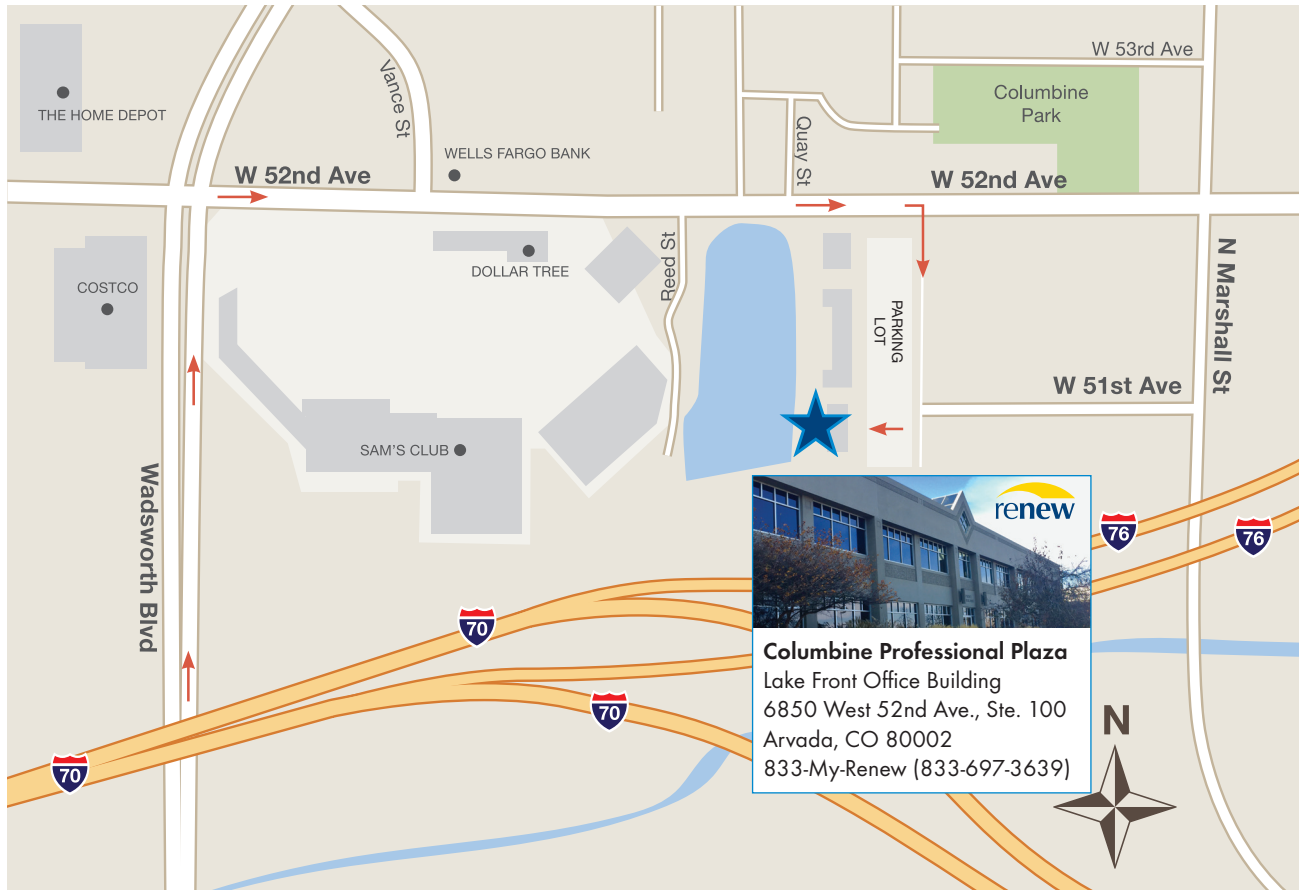 W 53rd Ave
Vance St
Columbine
Park
THE HOME DEPOT
Quay St
WELLS FARGO BANK
W 52nd Ave
W 52nd Ave
DOLLAR TREE
Reed St
N Marshall St
COSTCO
PARKING
LOT
W 51st Ave
SAM'S CLUB
Wadsworth Blvd
renew
76
76
70
70
70
Columbine Professional Plaza
Lake Front Office Building
6850 West 52nd Ave., Ste. 100
Arvada, CO 80002
833-My-Renew (833-697-3639)
N